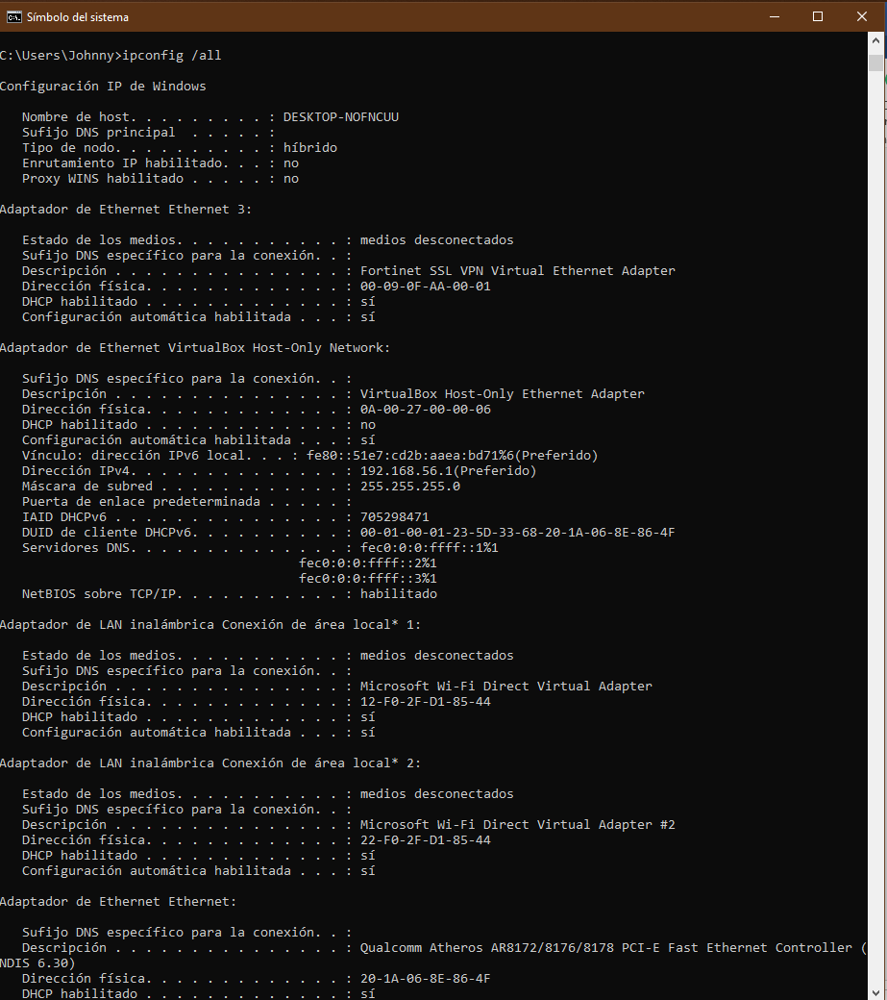 Símbolo del sistema
C:\Users\Johnny>ipconfig /all
Configuración IP de Windows
Nombre de host. . . . . . . . . : DESKTOP-NOFNCUU
Sufijo DNS principal  . . . . . :
Tipo de nodo. . . . . . . . . . : híbrido
Enrutamiento IP habilitado. . . : no
Proxy WINS habilitado . . . . . : no
Adaptador de Ethernet Ethernet 3:
Estado de los medios. . . . . . . . . . . : medios desconectados
Sufijo DNS específico para la conexión. . :
Descripción . . . . . . . . . . . . . . . : Fortinet SSL VPN Virtual Ethernet Adapter
Dirección física. . . . . . . . . . . . . : 00-09-0F-AA-00-01
DHCP habilitado . . . . . . . . . . . . . : sí
Configuración automática habilitada . . . : sí
Adaptador de Ethernet VirtualBox Host-Only Network:
Sufijo DNS específico para la conexión. . :
Descripción . . . . . . . . . . . . . . . : VirtualBox Host-Only Ethernet Adapter
Dirección física. . . . . . . . . . . . . : 0A-00-27-00-00-06
DHCP habilitado . . . . . . . . . . . . . : no
Configuración automática habilitada . . . : sí
Vínculo: dirección IPv6 local. . . : fe80::51e7:cd2b:aaea:bd71%6(Preferido)
Dirección IPv4. . . . . . . . . . . . . . : 192.168.56.1(Preferido)
Máscara de subred . . . . . . . . . . . . : 255.255.255.0
Puerta de enlace predeterminada . . . . . :
IAID DHCPv6 . . . . . . . . . . . . . . . : 705298471
DUID de cliente DHCPv6. . . . . . . . . . : 00-01-00-01-23-5D-33-68-20-1A-06-8E-86-4F
Servidores DNS. . . . . . . . . . . . . . : fec0:0:0:ffff::1%1
fec0:0:0:ffff::2%1
fec0:0:0:ffff::3%1
NetBIOS sobre TCP/IP. . . . . . . . . . . : habilitado
Adaptador de LAN inalámbrica Conexión de área local* 1:
Estado de los medios. . . . . . . . . . . : medios desconectados
Sufijo DNS específico para la conexión. . :
Descripción . . . . . . . . . . . . . . . : Microsoft Wi-Fi Direct Virtual Adapter
Dirección física. . . . . . . . . . . . . : 12-F0-2F-D1-85-44
DHCP habilitado . . . . . . . . . . . . . : sí
Configuración automática habilitada . . . : sí
Adaptador de LAN inalámbrica Conexión de área local* 2:
Estado de los medios. . . . . . . . . . . : medios desconectados
Sufijo DNS específico para la conexión. . :
Descripción . . . . . . . . . . . . . . . : Microsoft Wi-Fi Direct Virtual Adapter #2
Dirección física. . . . . . . . . . . . . : 22-F0-2F-D1-85-44
DHCP habilitado . . . . . . . . . . . . . : sí
Configuración automática habilitada . . . : sí
Adaptador de Ethernet Ethernet:
Sufijo DNS específico para la conexión. . :
Descripción . . . . . . . . . . . . . . . : Qualcomm Atheros AR8172/8176/8178 PCI-E Fast Ethernet Controller (
NDIS 6.30)
Dirección física. . . . . . . . . . . . . : 20-1A-06-8E-86-4F
DHCP habilitado . . . . . . . . . . . . . : sí